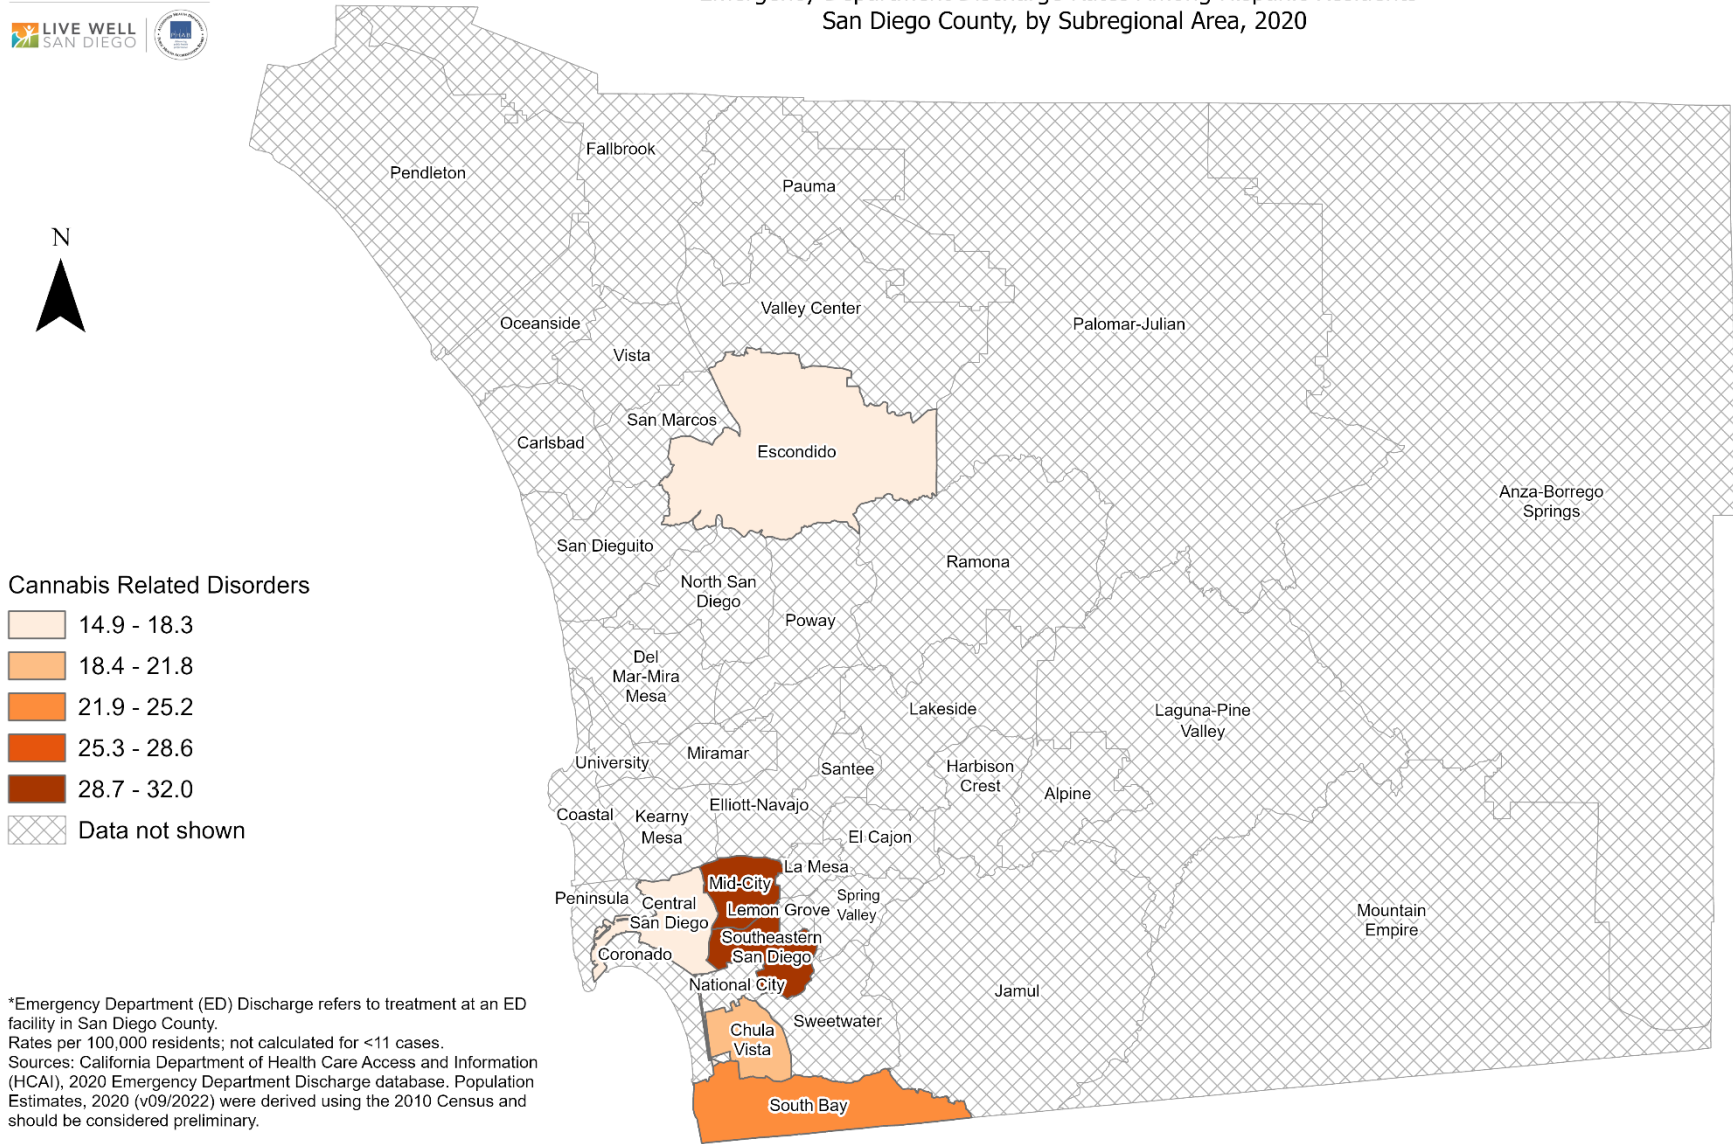 Emergency Department Discharge Rates Among Hispanic Residents
San Diego County, by Subregional Area, 2020
LIVE WELL
SAN DIEGO
PHAB
N
Pendleton
Fallbrook
Pauma
Valley Center
Oceanside
Palomar-Julian
Vista
San Marcos
Carlsbad
Escondido
Anza-Borrego
Springs
San Dieguito
Ramona
North San
Diego
Poway
Del
Mar-Mira
Mesa
Lakeside
Laguna-Pine
Valley
Miramar
University
Santee
Harbison
Crest
Alpine
Elliott-Navajo
Coastal
Kearny
Mesa
El Cajon
La Mesa
Mid-City
Peninsula
Central
San Diego
Lemon Grove
Spring
Valley
Mountain
Empire
Southeastern
San Diego
Coronado
National City
Jamul
Sweetwater
Chula
Vista
South Bay
Cannabis Related Disorders
14.9 - 18.3
18.4 - 21.8
21.9 - 25.2
25.3 - 28.6
28.7 - 32.0
Data not shown
*Emergency Department (ED) Discharge refers to treatment at an ED
facility in San Diego County.
Rates per 100,000 residents; not calculated for <11 cases.
Sources: California Department of Health Care Access and Information
(HCAI), 2020 Emergency Department Discharge database. Population
Estimates, 2020 (v09/2022) were derived using the 2010 Census and
should be considered preliminary.